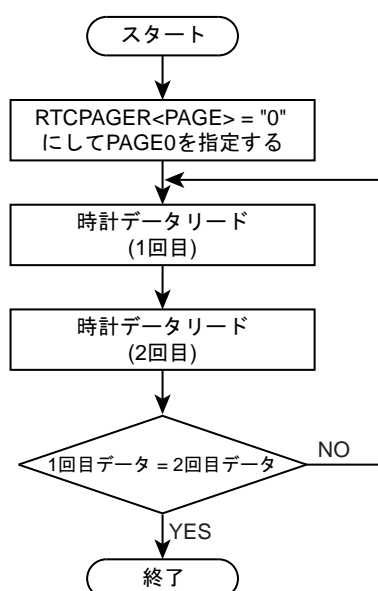 スタート
RTCPAGER<PAGE> = "0"
にしてPAGE0を指定する
時計データリード
(1回目)
時計データリード
(2回目)
1回目データ = 2回目データ
NO
YES
終了